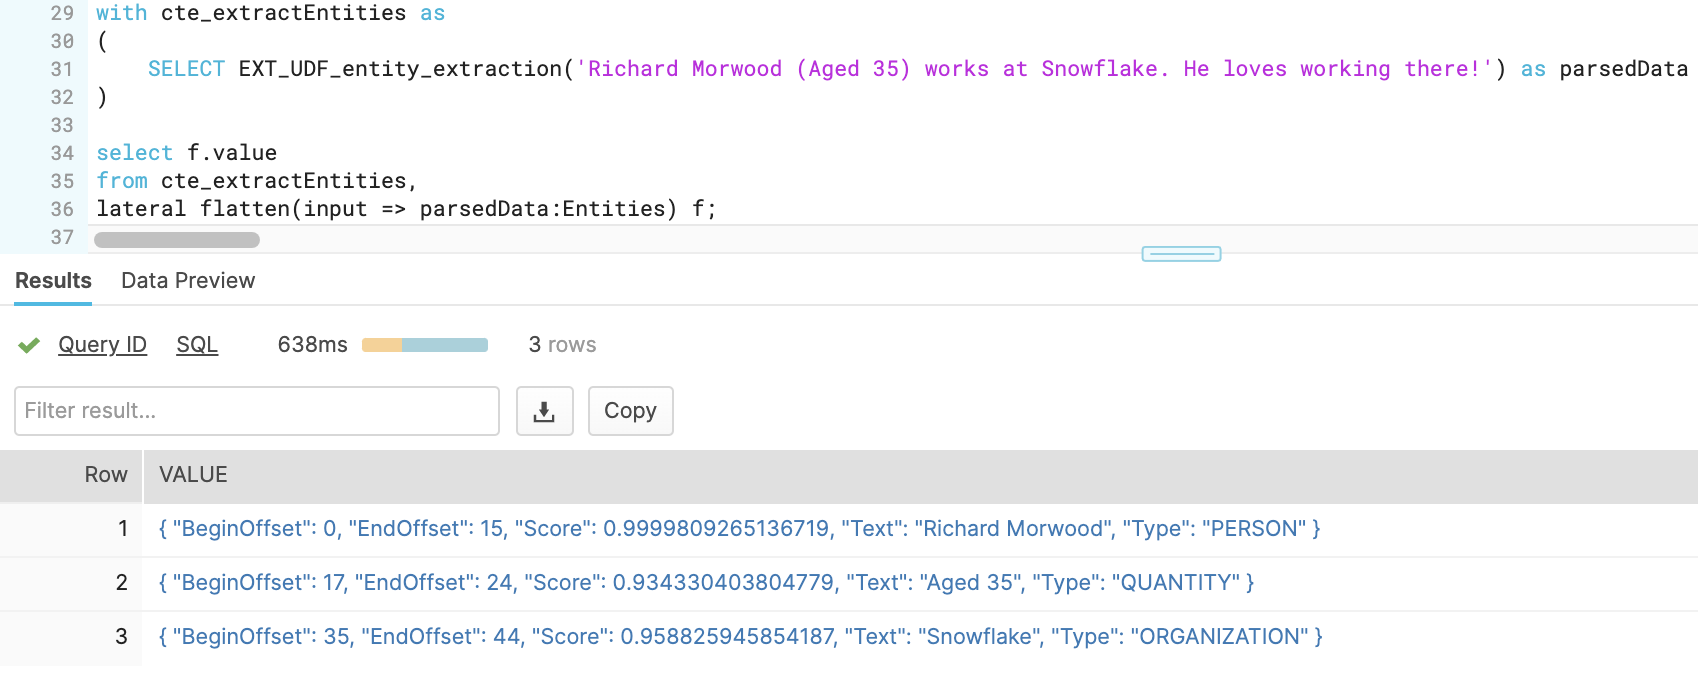 29 with cte_extractEntities as
30 (
31 SELECT EXT_UDF_entity_extraction('Richard Morwood (Aged 35) works at Snowflake. He loves working there!') as parsedData
32 )
33
34 select f.value
35 from cte_extractEntities,
36 lateral flatten(input => parsedData:Entities) f;
37
Results Data Preview
Query ID SQL 638ms 3 rows
Filter result... Copy
Row VALUE
1 { "BeginOffset": 0, "EndOffset": 15, "Score": 0.9999809265136719, "Text": "Richard Morwood", "Type": "PERSON" }
2 { "BeginOffset": 17, "EndOffset": 24, "Score": 0.934330403804779, "Text": "Aged 35", "Type": "QUANTITY" }
3 { "BeginOffset": 35, "EndOffset": 44, "Score": 0.958825945854187, "Text": "Snowflake", "Type": "ORGANIZATION" }